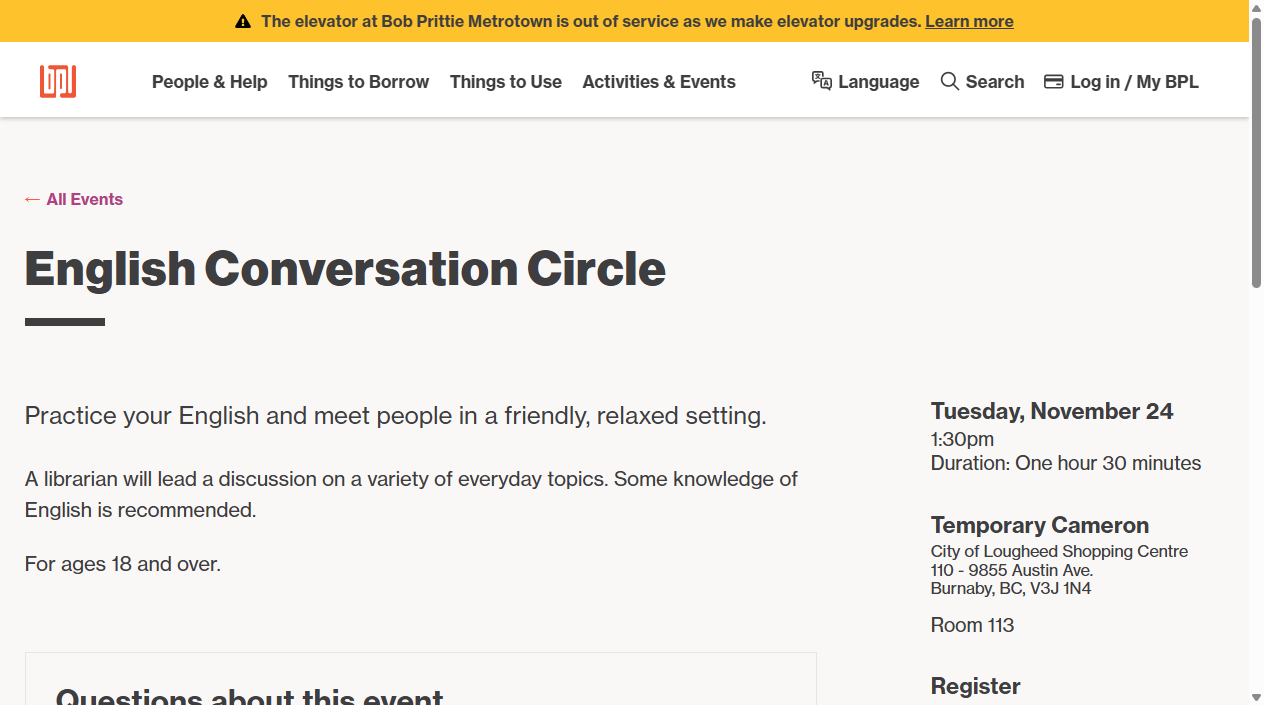 The elevator at Bob Prittie Metrotown is out of service as we make elevator upgrades. Learn more
People & Help Things to Borrow Things to Use Activities & Events Language Search Log in / My BPL
← All Events
English Conversation Circle
Practice your English and meet people in a friendly, relaxed setting.
A librarian will lead a discussion on a variety of everyday topics. Some knowledge of
English is recommended.
For ages 18 and over.
Questions about this event
Tuesday, November 24
1:30pm
Duration: One hour 30 minutes
Temporary Cameron
City of Lougheed Shopping Centre
110 - 9855 Austin Ave.
Burnaby, BC, V3J 1N4
Room 113
Register